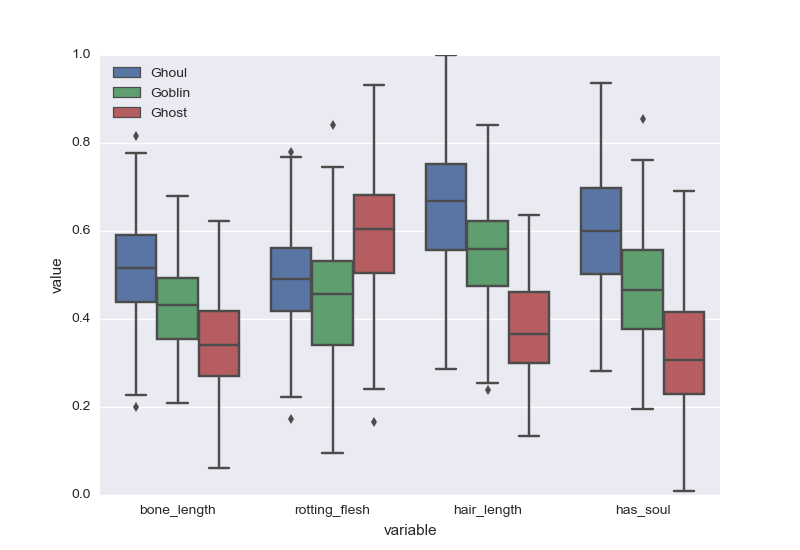 1.0
Ghoul
Goblin
Ghost
0.8
0.6
value
0.4
0.2
0.0
bone_length rotting_flesh hair_length has_soul
variable